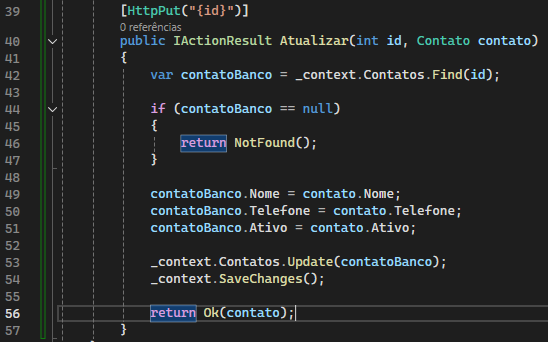 39 [HttpPut("{id}")]
0 referências
40 public IActionResult Atualizar(int id, Contato contato)
41 {
42 var contatoBanco = _context.Contatos.Find(id);
43
44 if (contatoBanco == null)
45 {
46 return NotFound();
47 }
48
49 contatoBanco.Nome = contato.Nome;
50 contatoBanco.Telefone = contato.Telefone;
51 contatoBanco.Ativo = contato.Ativo;
52
53 _context.Contatos.Update(contatoBanco);
54 _context.SaveChanges();
55
56 return Ok(contato);
57 }